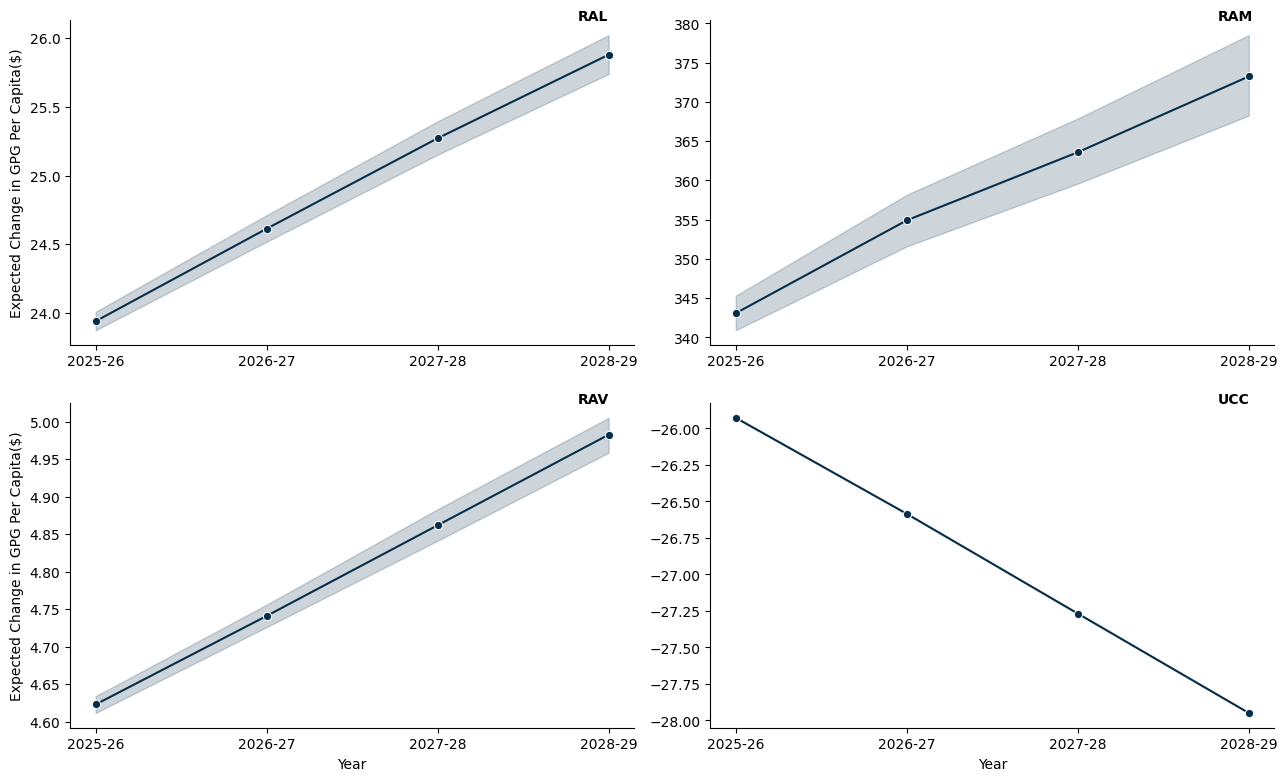 RAL
Expected Change in GPG Per Capita($)
26.0
25.5
25.0
24.5
24.0
2025-26 2026-27 2027-28 2028-29
RAM
380
375
370
365
360
355
350
345
340
2025-26 2026-27 2027-28 2028-29
RAV
Expected Change in GPG Per Capita($)
5.00
4.95
4.90
4.85
4.80
4.75
4.70
4.65
4.60
2025-26 2026-27 2027-28 2028-29
Year
UCC
−26.00
−26.25
−26.50
−26.75
−27.00
−27.25
−27.50
−27.75
−28.00
2025-26 2026-27 2027-28 2028-29
Year